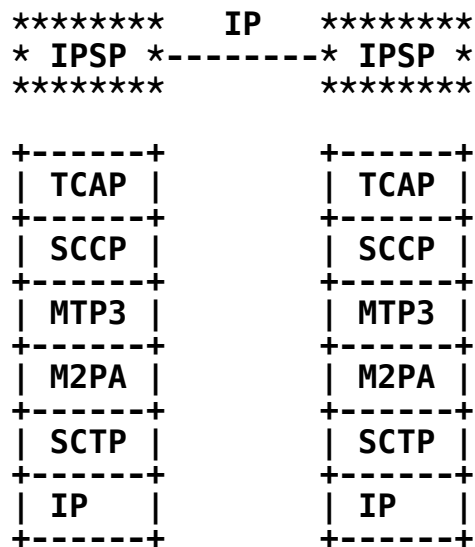 ********   IP   ********
* IPSP *--------* IPSP *
********        ********

+------+        +------+
| TCAP |        | TCAP |
+------+        +------+
| SCCP |        | SCCP |
+------+        +------+
| MTP3 |        | MTP3 |
+------+        +------+
| M2PA |        | M2PA |
+------+        +------+
| SCTP |        | SCTP |
+------+        +------+
| IP   |        | IP   |
+------+        +------+